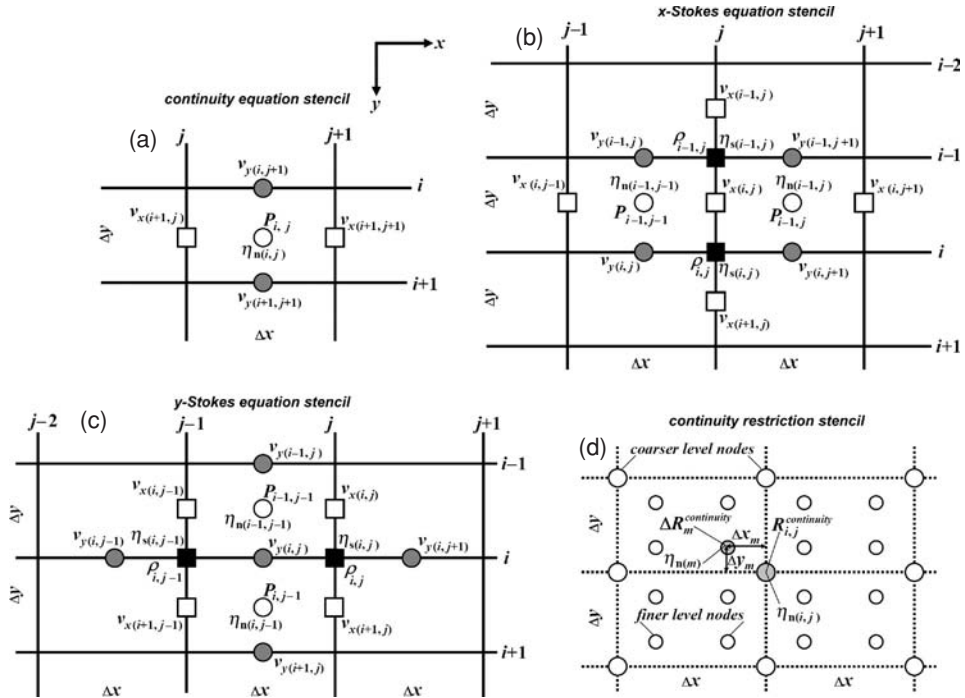 x
y
continuity equation stencil
(a)
j
j+1
v_y(i, j+1)
i
v_x(i+1, j)
P_i, j
v_x(i+1, j+1)
Δy
η_n(i, j)
i+1
v_y(i+1, j+1)
Δx
x-Stokes equation stencil
(b)
j–1
j
j+1
i–2
Δy
v_x(i–1, j)
v_y(i–1, j)
ρ_i–1, j
η_s(i–1, j)
v_y(i–1, j+1)
i–1
v_x(i, j–1)
η_n(i–1, j–1)
v_x(i, j)
η_n(i–1, j)
v_x(i, j+1)
Δy
P_i–1, j–1
P_i–1, j
i
v_y(i, j)
ρ_i, j
η_s(i, j)
v_y(i, j+1)
Δy
v_x(i+1, j)
i+1
Δx
Δx
y-Stokes equation stencil
(c)
j–2
j–1
j
j+1
v_y(i–1, j)
i–1
v_x(i, j–1)
P_i–1, j–1
v_x(i, j)
Δy
η_n(i–1, j–1)
v_y(i, j–1)
η_s(i, j–1)
v_y(i, j)
η_s(i, j)
v_y(i, j+1)
i
ρ_i, j–1
P_i, j–1
ρ_i, j
Δy
v_x(i+1, j–1)
η_n(i, j–1)
v_x(i+1, j)
i+1
v_y(i+1, j)
Δx
Δx
Δx
continuity restriction stencil
(d)
coarser level nodes
Δy
ΔR_m^continuity
Δx_m
R_i, j^continuity
η_n(m)
Δy_m
η_n(i, j)
Δy
finer level nodes
Δx
Δx